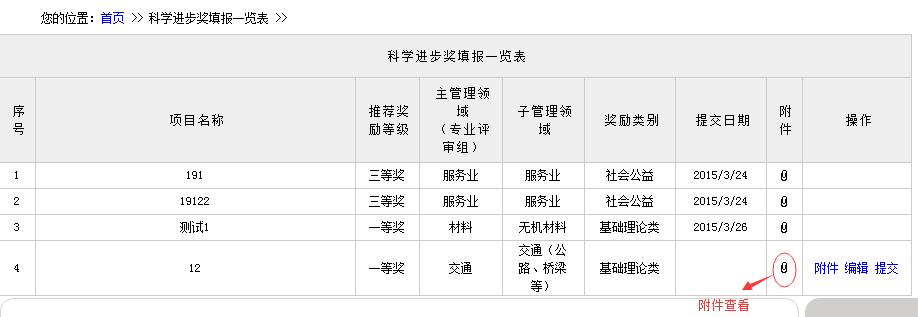 您的位置：首页 >> 科学进步奖填报一览表 >>
科学进步奖填报一览表
序号 项目名称 推荐奖励等级 主管理领域（专业评审组） 子管理领域 奖励类别 提交日期 附件 操作
1 191 三等奖 服务业 服务业 社会公益 2015/3/24
2 19122 三等奖 服务业 服务业 社会公益 2015/3/24
3 测试1 一等奖 材料 无机材料 基础理论类 2015/3/26
4 12 一等奖 交通 交通（公路、桥梁等） 基础理论类 附件 编辑 提交
附件查看